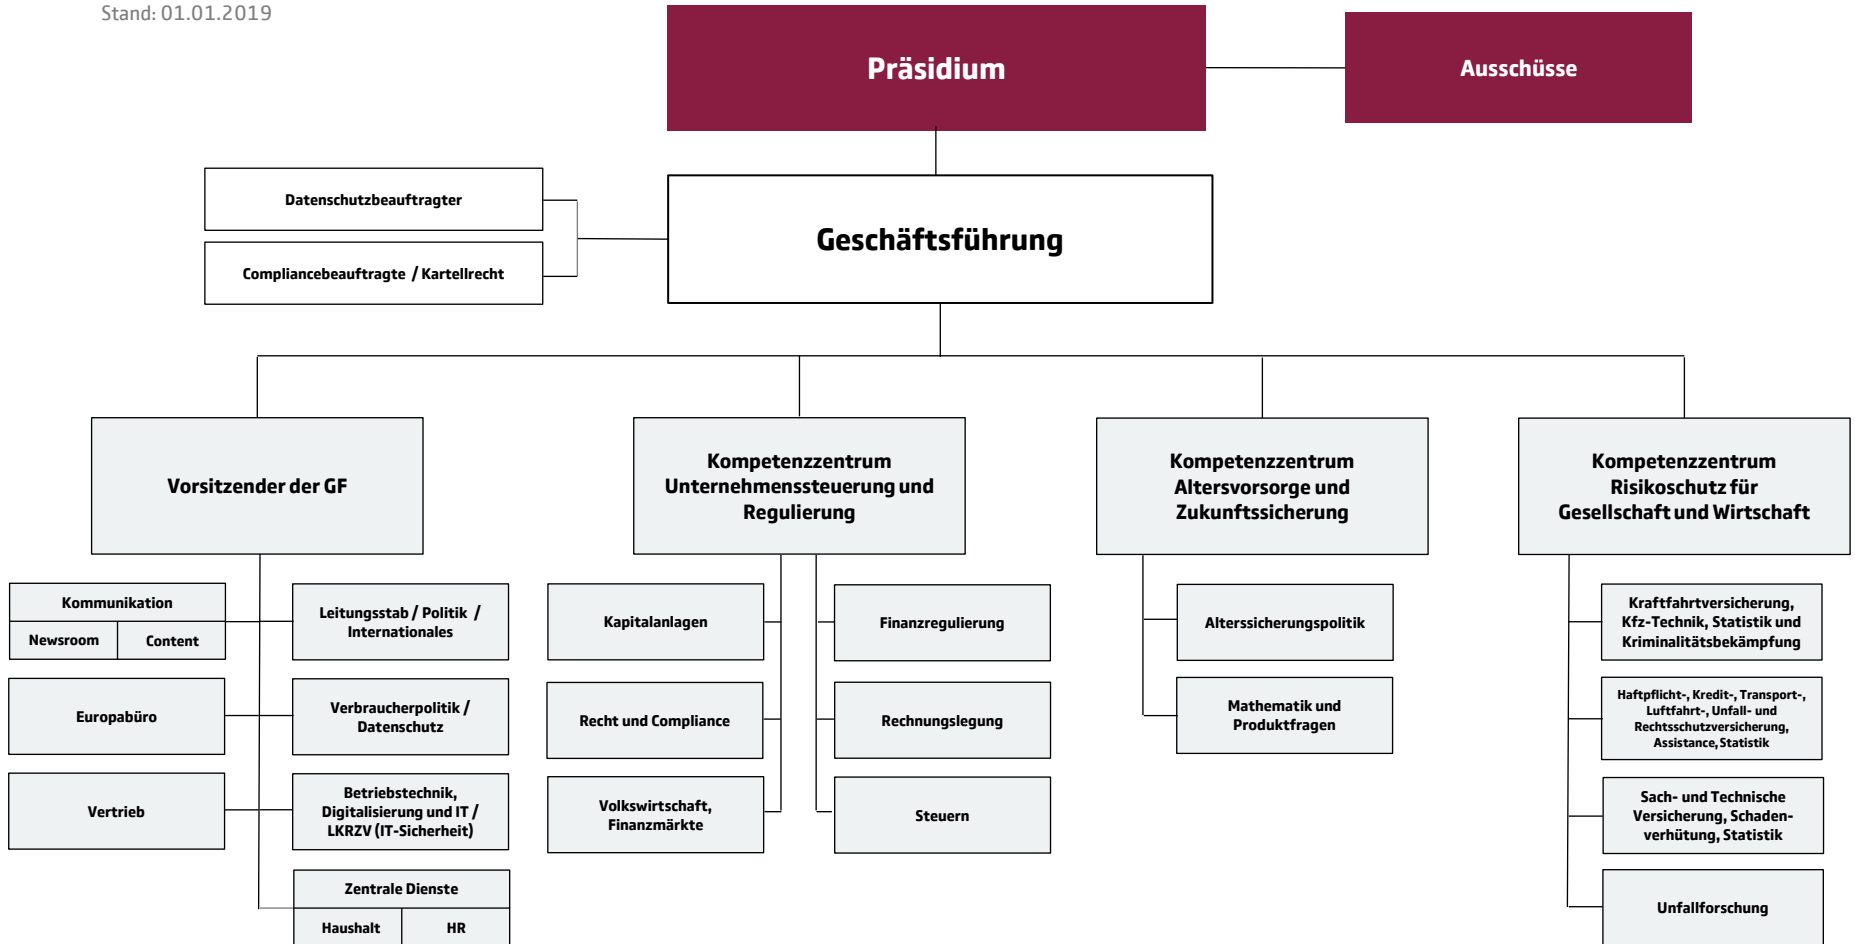 Stand: 01.01.2019
Präsidium
Ausschüsse
Datenschutzbeauftragter
Compliancebeauftragte / Kartellrecht
Geschäftsführung
Vorsitzender der GF
Kompetenzzentrum
Unternehmenssteuerung und
Regulierung
Kompetenzzentrum
Altersvorsorge und
Zukunftssicherung
Kompetenzzentrum
Risikoschutz für
Gesellschaft und Wirtschaft
Kommunikation
Newsroom
Content
Leitungsstab / Politik /
Internationales
Europabüro
Verbraucherpolitik /
Datenschutz
Vertrieb
Betriebstechnik,
Digitalisierung und IT /
LKRZV (IT-Sicherheit)
Zentrale Dienste
Haushalt
HR
Kapitalanlagen
Finanzregulierung
Recht und Compliance
Rechnungslegung
Volkswirtschaft,
Finanzmärkte
Steuern
Alterssicherungspolitik
Mathematik und
Produktfragen
Kraftfahrtversicherung,
Kfz-Technik, Statistik und
Kriminalitätsbekämpfung
Haftpflicht-, Kredit-, Transport-,
Luftfahrt-, Unfall- und
Rechtsschutzversicherung,
Assistance, Statistik
Sach- und Technische
Versicherung, Schaden-
verhütung, Statistik
Unfallforschung